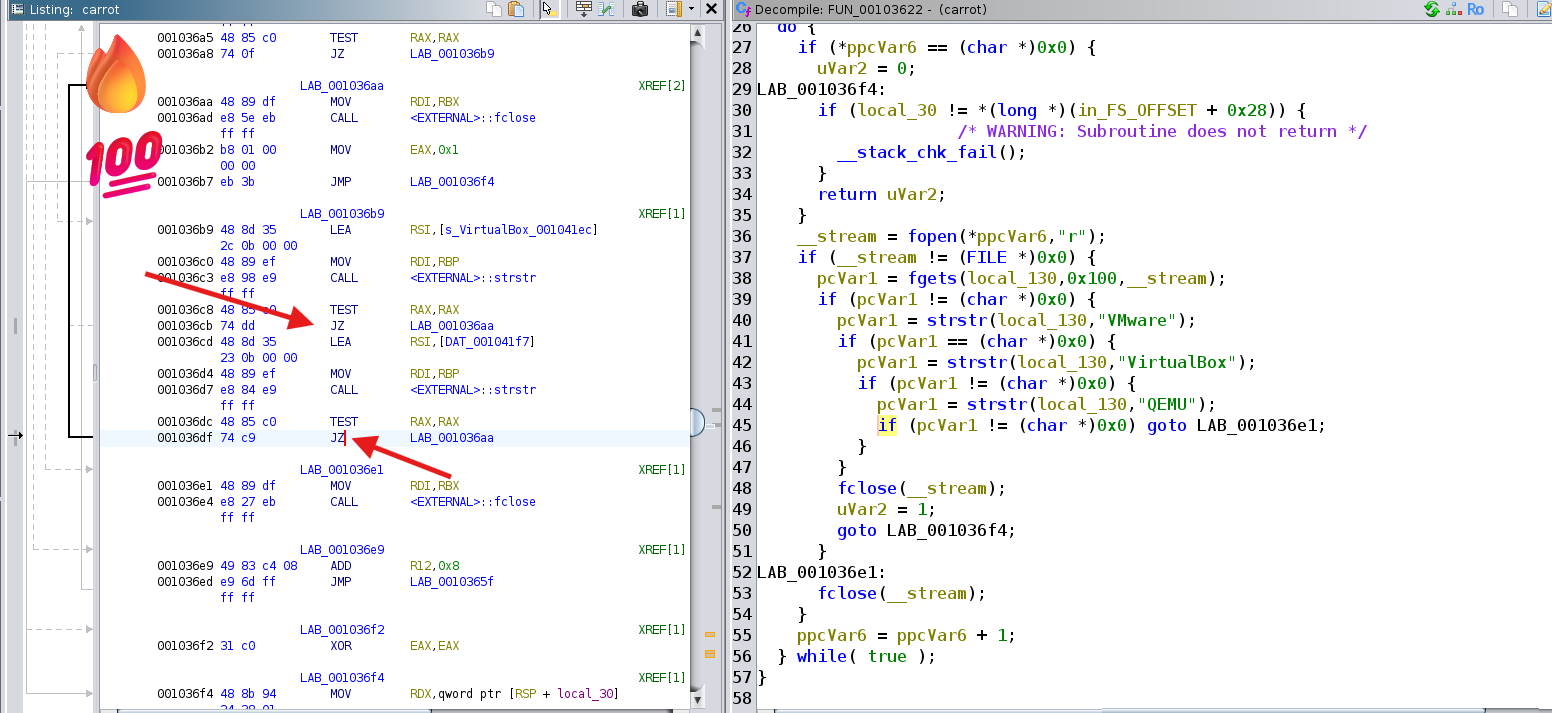 Listing: carrot
001036a5 48 85 c0 TEST RAX,RAX
001036a8 74 0f JZ LAB_001036b9
LAB_001036aa XREF[2]
001036aa 48 89 df MOV RDI,RBX
001036ad e8 5e eb CALL <EXTERNAL>::fclose
ff ff
001036b2 b8 01 00 MOV EAX,0x1
00 00
001036b7 eb 3b JMP LAB_001036f4
LAB_001036b9 XREF[1]
001036b9 48 8d 35 LEA RSI,[s_VirtualBox_001041ec]
2c 0b 00 00
001036c0 48 89 ef MOV RDI,RBP
001036c3 e8 98 e9 CALL <EXTERNAL>::strstr
ff ff
001036c8 48 85 c0 TEST RAX,RAX
001036cb 74 dd JZ LAB_001036aa
001036cd 48 8d 35 LEA RSI,[DAT_001041f7]
23 0b 00 00
001036d4 48 89 ef MOV RDI,RBP
001036d7 e8 84 e9 CALL <EXTERNAL>::strstr
ff ff
001036dc 48 85 c0 TEST RAX,RAX
001036df 74 c9 JZ LAB_001036aa
LAB_001036e1 XREF[1]
001036e1 48 89 df MOV RDI,RBX
001036e4 e8 27 eb CALL <EXTERNAL>::fclose
ff ff
LAB_001036e9 XREF[1]
001036e9 49 83 c4 08 ADD R12,0x8
001036ed e9 6d ff JMP LAB_0010365f
ff ff
LAB_001036f2 XREF[1]
001036f2 31 c0 XOR EAX,EAX
LAB_001036f4 XREF[1]
001036f4 48 8b 94 MOV RDX,qword ptr [RSP + local_30]
100
Decompile: FUN_00103622 - (carrot)
Ro
26 do {
27 if (*ppcVar6 == (char *)0x0) {
28 uVar2 = 0;
29 LAB_001036f4:
30 if (local_30 != *(long *)(in_FS_OFFSET + 0x28)) {
31 /* WARNING: Subroutine does not return */
32 __stack_chk_fail();
33 }
34 return uVar2;
35 }
36 __stream = fopen(*ppcVar6,"r");
37 if (__stream != (FILE *)0x0) {
38 pcVar1 = fgets(local_130,0x100,__stream);
39 if (pcVar1 != (char *)0x0) {
40 pcVar1 = strstr(local_130,"VMware");
41 if (pcVar1 == (char *)0x0) {
42 pcVar1 = strstr(local_130,"VirtualBox");
43 if (pcVar1 != (char *)0x0) {
44 pcVar1 = strstr(local_130,"QEMU");
45 if (pcVar1 != (char *)0x0) goto LAB_001036e1;
46 }
47 }
48 fclose(__stream);
49 uVar2 = 1;
50 goto LAB_001036f4;
51 }
52 LAB_001036e1:
53 fclose(__stream);
54 }
55 ppcVar6 = ppcVar6 + 1;
56 } while( true );
57 }
58